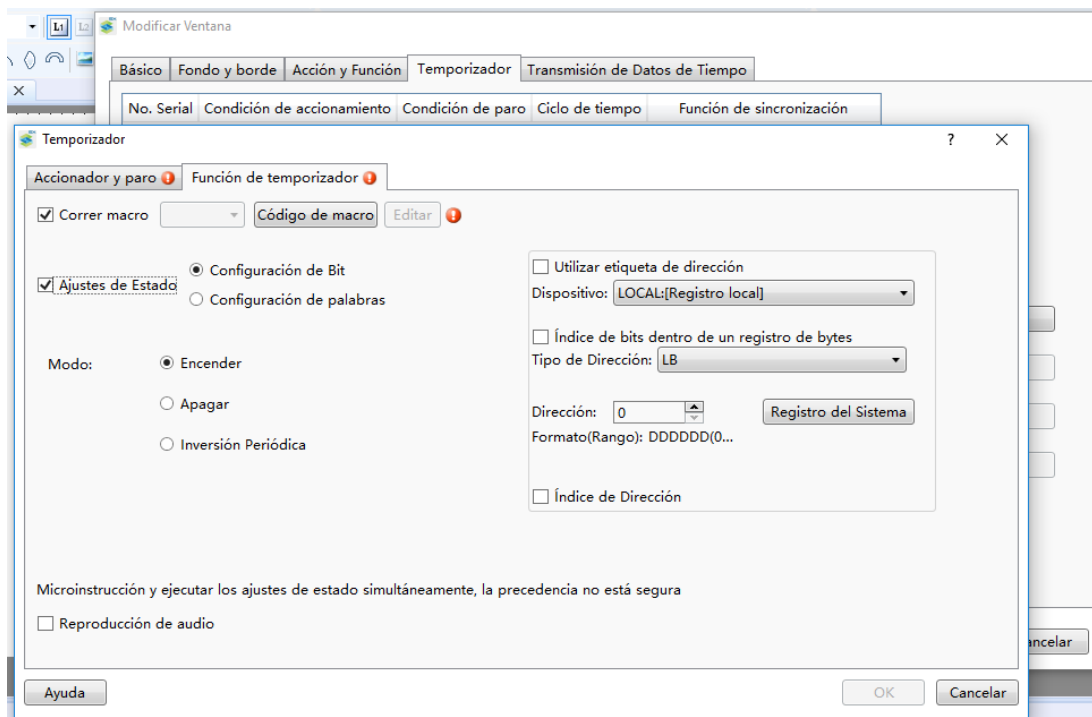 L1 L2 Modificar Ventana
Básico Fondo y borde Acción y Función Temporizador Transmisión de Datos de Tiempo
No. Serial Condición de accionamiento Condición de paro Ciclo de tiempo Función de sincronización
Temporizador ?
Accionador y paro Función de temporizador
Correr macro Código de macro Editar
Ajustes de Estado
Configuración de Bit
Configuración de palabras
Modo:
Encender
Apagar
Inversión Periódica
Utilizar etiqueta de dirección
Dispositivo: LOCAL:[Registro local]
Índice de bits dentro de un registro de bytes
Tipo de Dirección: LB
Dirección: 0 Registro del Sistema
Formato(Rango): DDDDDD(0...
Índice de Dirección
Microinstrucción y ejecutar los ajustes de estado simultáneamente, la precedencia no está segura
Reproducción de audio
ancelar
Ayuda OK Cancelar